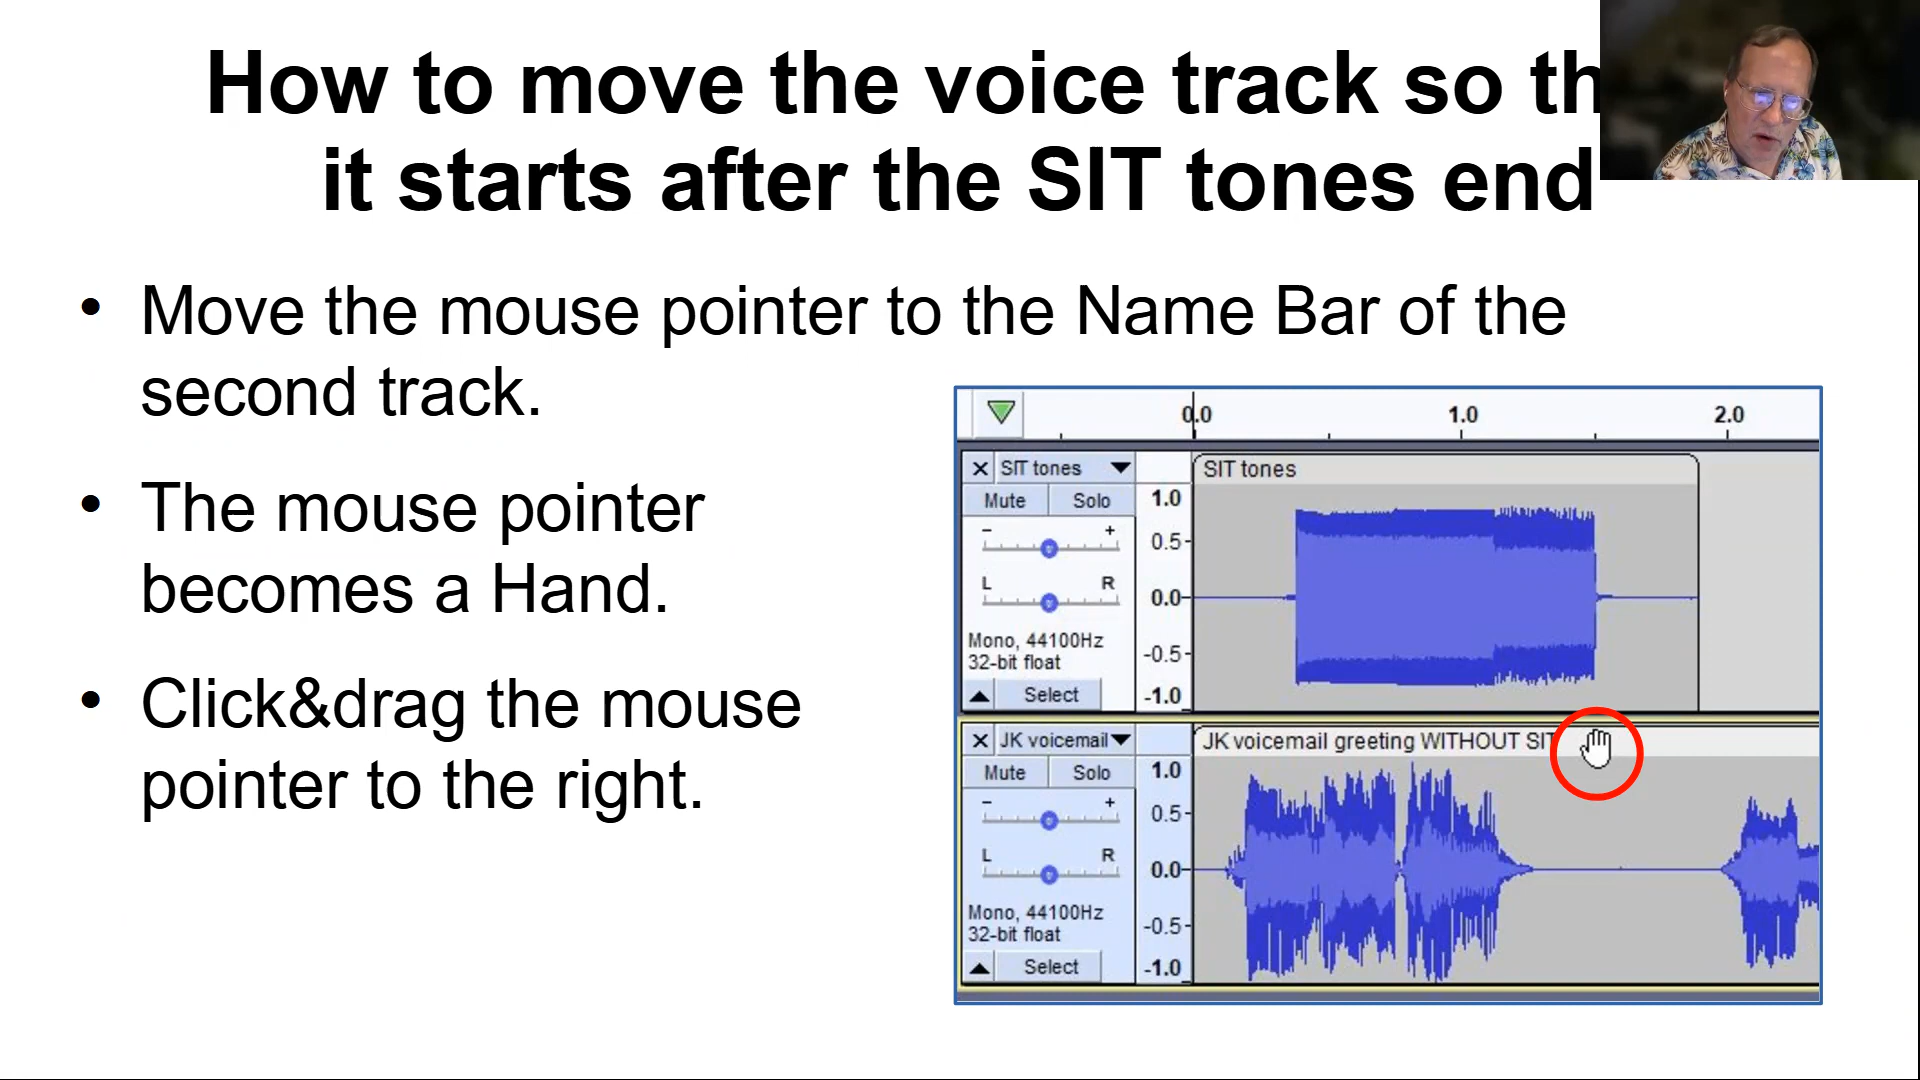 How to move the voice track so th
it starts after the SIT tones end
• Move the mouse pointer to the Name Bar of the
second track.
• The mouse pointer
becomes a Hand.
• Click&drag the mouse
pointer to the right.
0.0 1.0 2.0
SIT tones
SIT tones
Mute Solo
- +
L R
Mono, 44100Hz
32-bit float
Select
1.0
0.5
0.0
-0.5
-1.0
JK voicemail
JK voicemail greeting WITHOUT SIT
Mute Solo
- +
L R
Mono, 44100Hz
32-bit float
Select
1.0
0.5
0.0
-0.5
-1.0